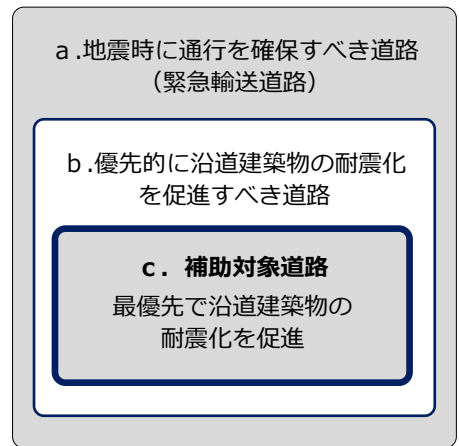 a.地震時に通行を確保すべき道路
（緊急輸送道路）
b.優先的に沿道建築物の耐震化
を促進すべき道路
c．補助対象道路
最優先で沿道建築物の
耐震化を促進